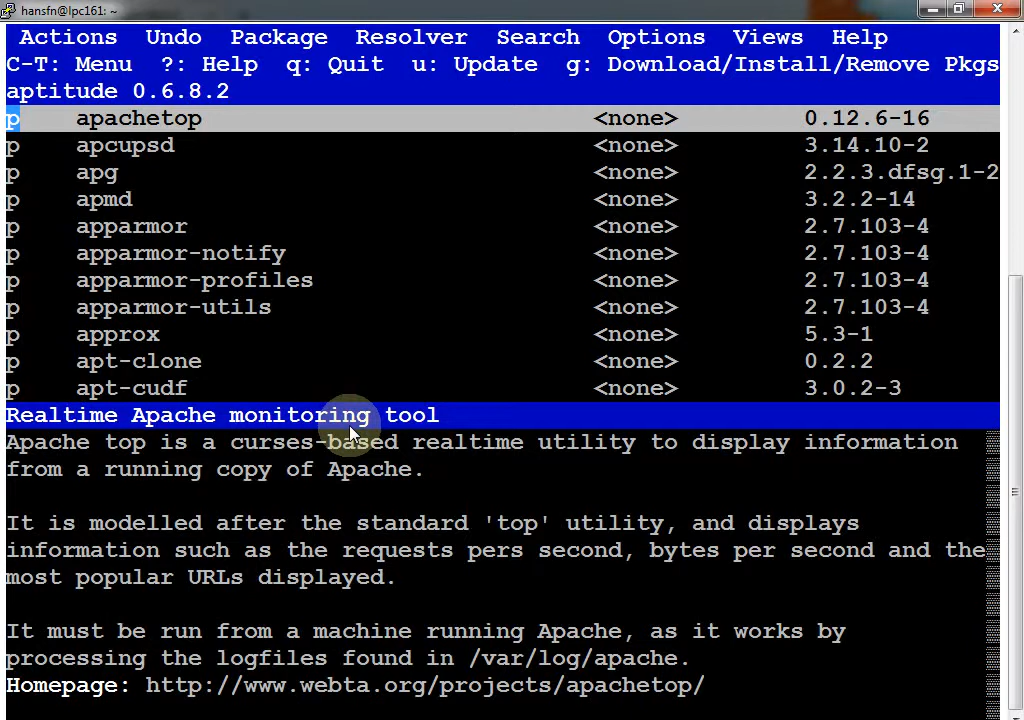 hansfn@lpc161: ~
Actions Undo Package Resolver Search Options Views Help
C-T: Menu ?: Help q: Quit u: Update g: Download/Install/Remove Pkgs
aptitude 0.6.8.2
p apachetop <none> 0.12.6-16
p apcupsd <none> 3.14.10-2
p apg <none> 2.2.3.dfsg.1-2
p apmd <none> 3.2.2-14
p apparmor <none> 2.7.103-4
p apparmor-notify <none> 2.7.103-4
p apparmor-profiles <none> 2.7.103-4
p apparmor-utils <none> 2.7.103-4
p approx <none> 5.3-1
p apt-clone <none> 0.2.2
p apt-cudf <none> 3.0.2-3
Realtime Apache monitoring tool
Apache top is a curses-based realtime utility to display information
from a running copy of Apache.
It is modelled after the standard 'top' utility, and displays
information such as the requests pers second, bytes per second and the
most popular URLs displayed.
It must be run from a machine running Apache, as it works by
processing the logfiles found in /var/log/apache.
Homepage: http://www.webta.org/projects/apachetop/